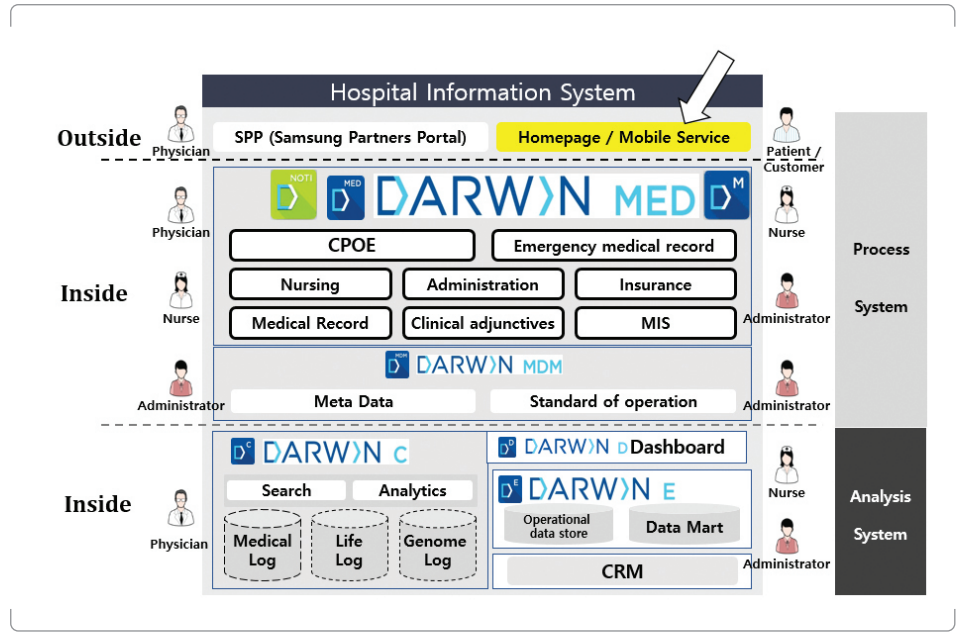 Hospital Information System
Outside
Physician
SPP (Samsung Partners Portal)
Homepage / Mobile Service
Patient /
Customer
NOTI
MED
DARWIN MED
M
Physician
Nurse
CPOE
Emergency medical record
Inside
Nursing
Administration
Insurance
Nurse
Administrator
Medical Record
Clinical adjunctives
MIS
Process
System
MDM
DARWIN MDM
Administrator
Meta Data
Standard of operation
Administrator
C
DARWIN C
D
DARWIN D Dashboard
Inside
Physician
Search
Analytics
Medical
Log
Life
Log
Genome
Log
E
DARWIN E
Operational
data store
Data Mart
CRM
Nurse
Administrator
Analysis
System